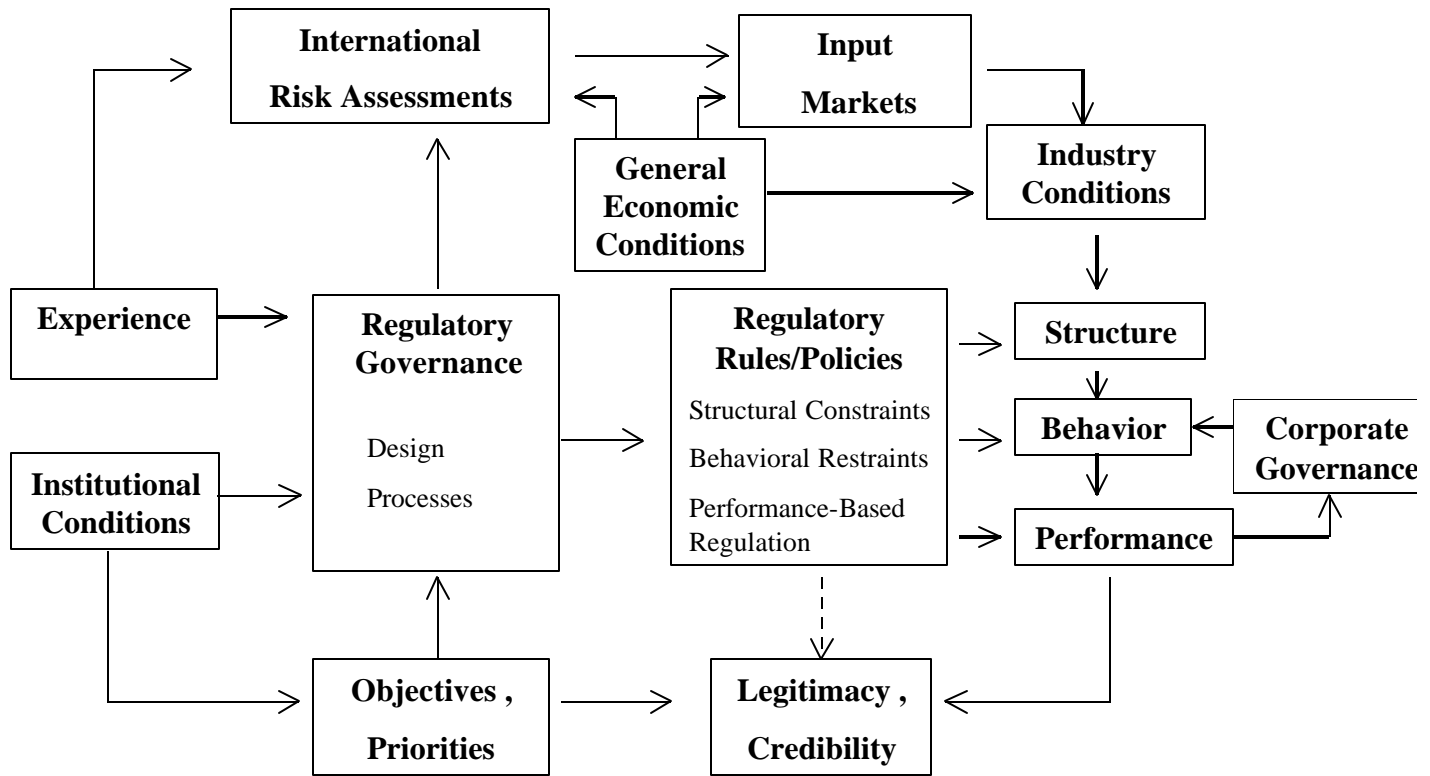 International
Risk Assessments
Input
Markets
General
Economic
Conditions
Industry
Conditions
Experience
Regulatory
Governance
Design
Processes
Regulatory
Rules/Policies
Structural Constraints
Behavioral Restraints
Performance-Based
Regulation
Structure
Behavior
Corporate
Governance
Institutional
Conditions
Performance
Objectives ,
Priorities
Legitimacy ,
Credibility